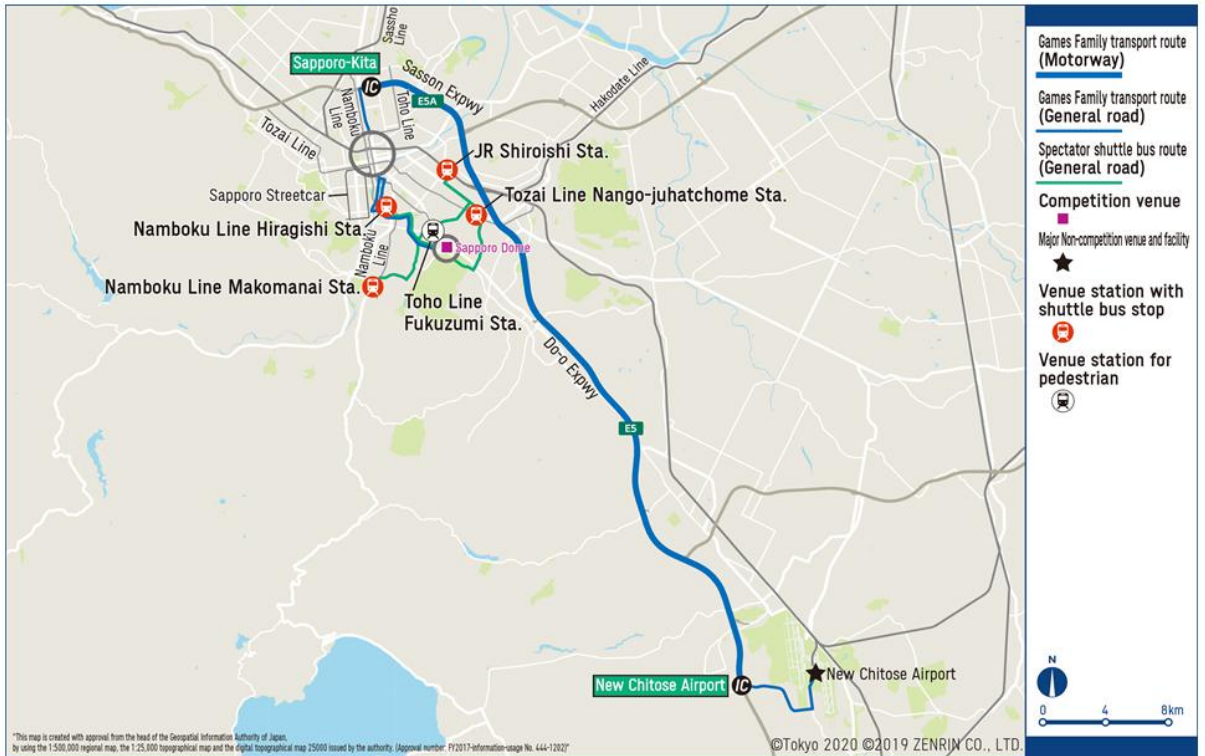 Sassho
Line
Sapporo-Kita
IC
Sasson Expwy
E5A
Hakodate Line
Namboku
Line
Toho Line
Tozai Line
JR Shiroishi Sta.
Sapporo Streetcar
Tozai Line Nango-juhatchome Sta.
Namboku Line Hiragishi Sta.
Sapporo Dome
Namboku
Line
Namboku Line Makomanai Sta.
Toho Line
Fukuzumi Sta.
Do-o Expwy
E5
New Chitose Airport
IC
New Chitose Airport
"This map is created with approval from the head of the Geospatial Information Authority of Japan,
by using the 1:500,000 regional map, the 1:25,000 topographical map and the digital topographical map 25000 issued by the authority. (Approval number: FY2017-information-usage No. 444-1202)"
©Tokyo 2020 ©2019 ZENRIN CO., LTD.
Games Family transport route
(Motorway)
Games Family transport route
(General road)
Spectator shuttle bus route
(General road)
Competition venue
Major Non-competition venue and facility
Venue station with
shuttle bus stop
Venue station for
pedestrian
N
0 4 8km